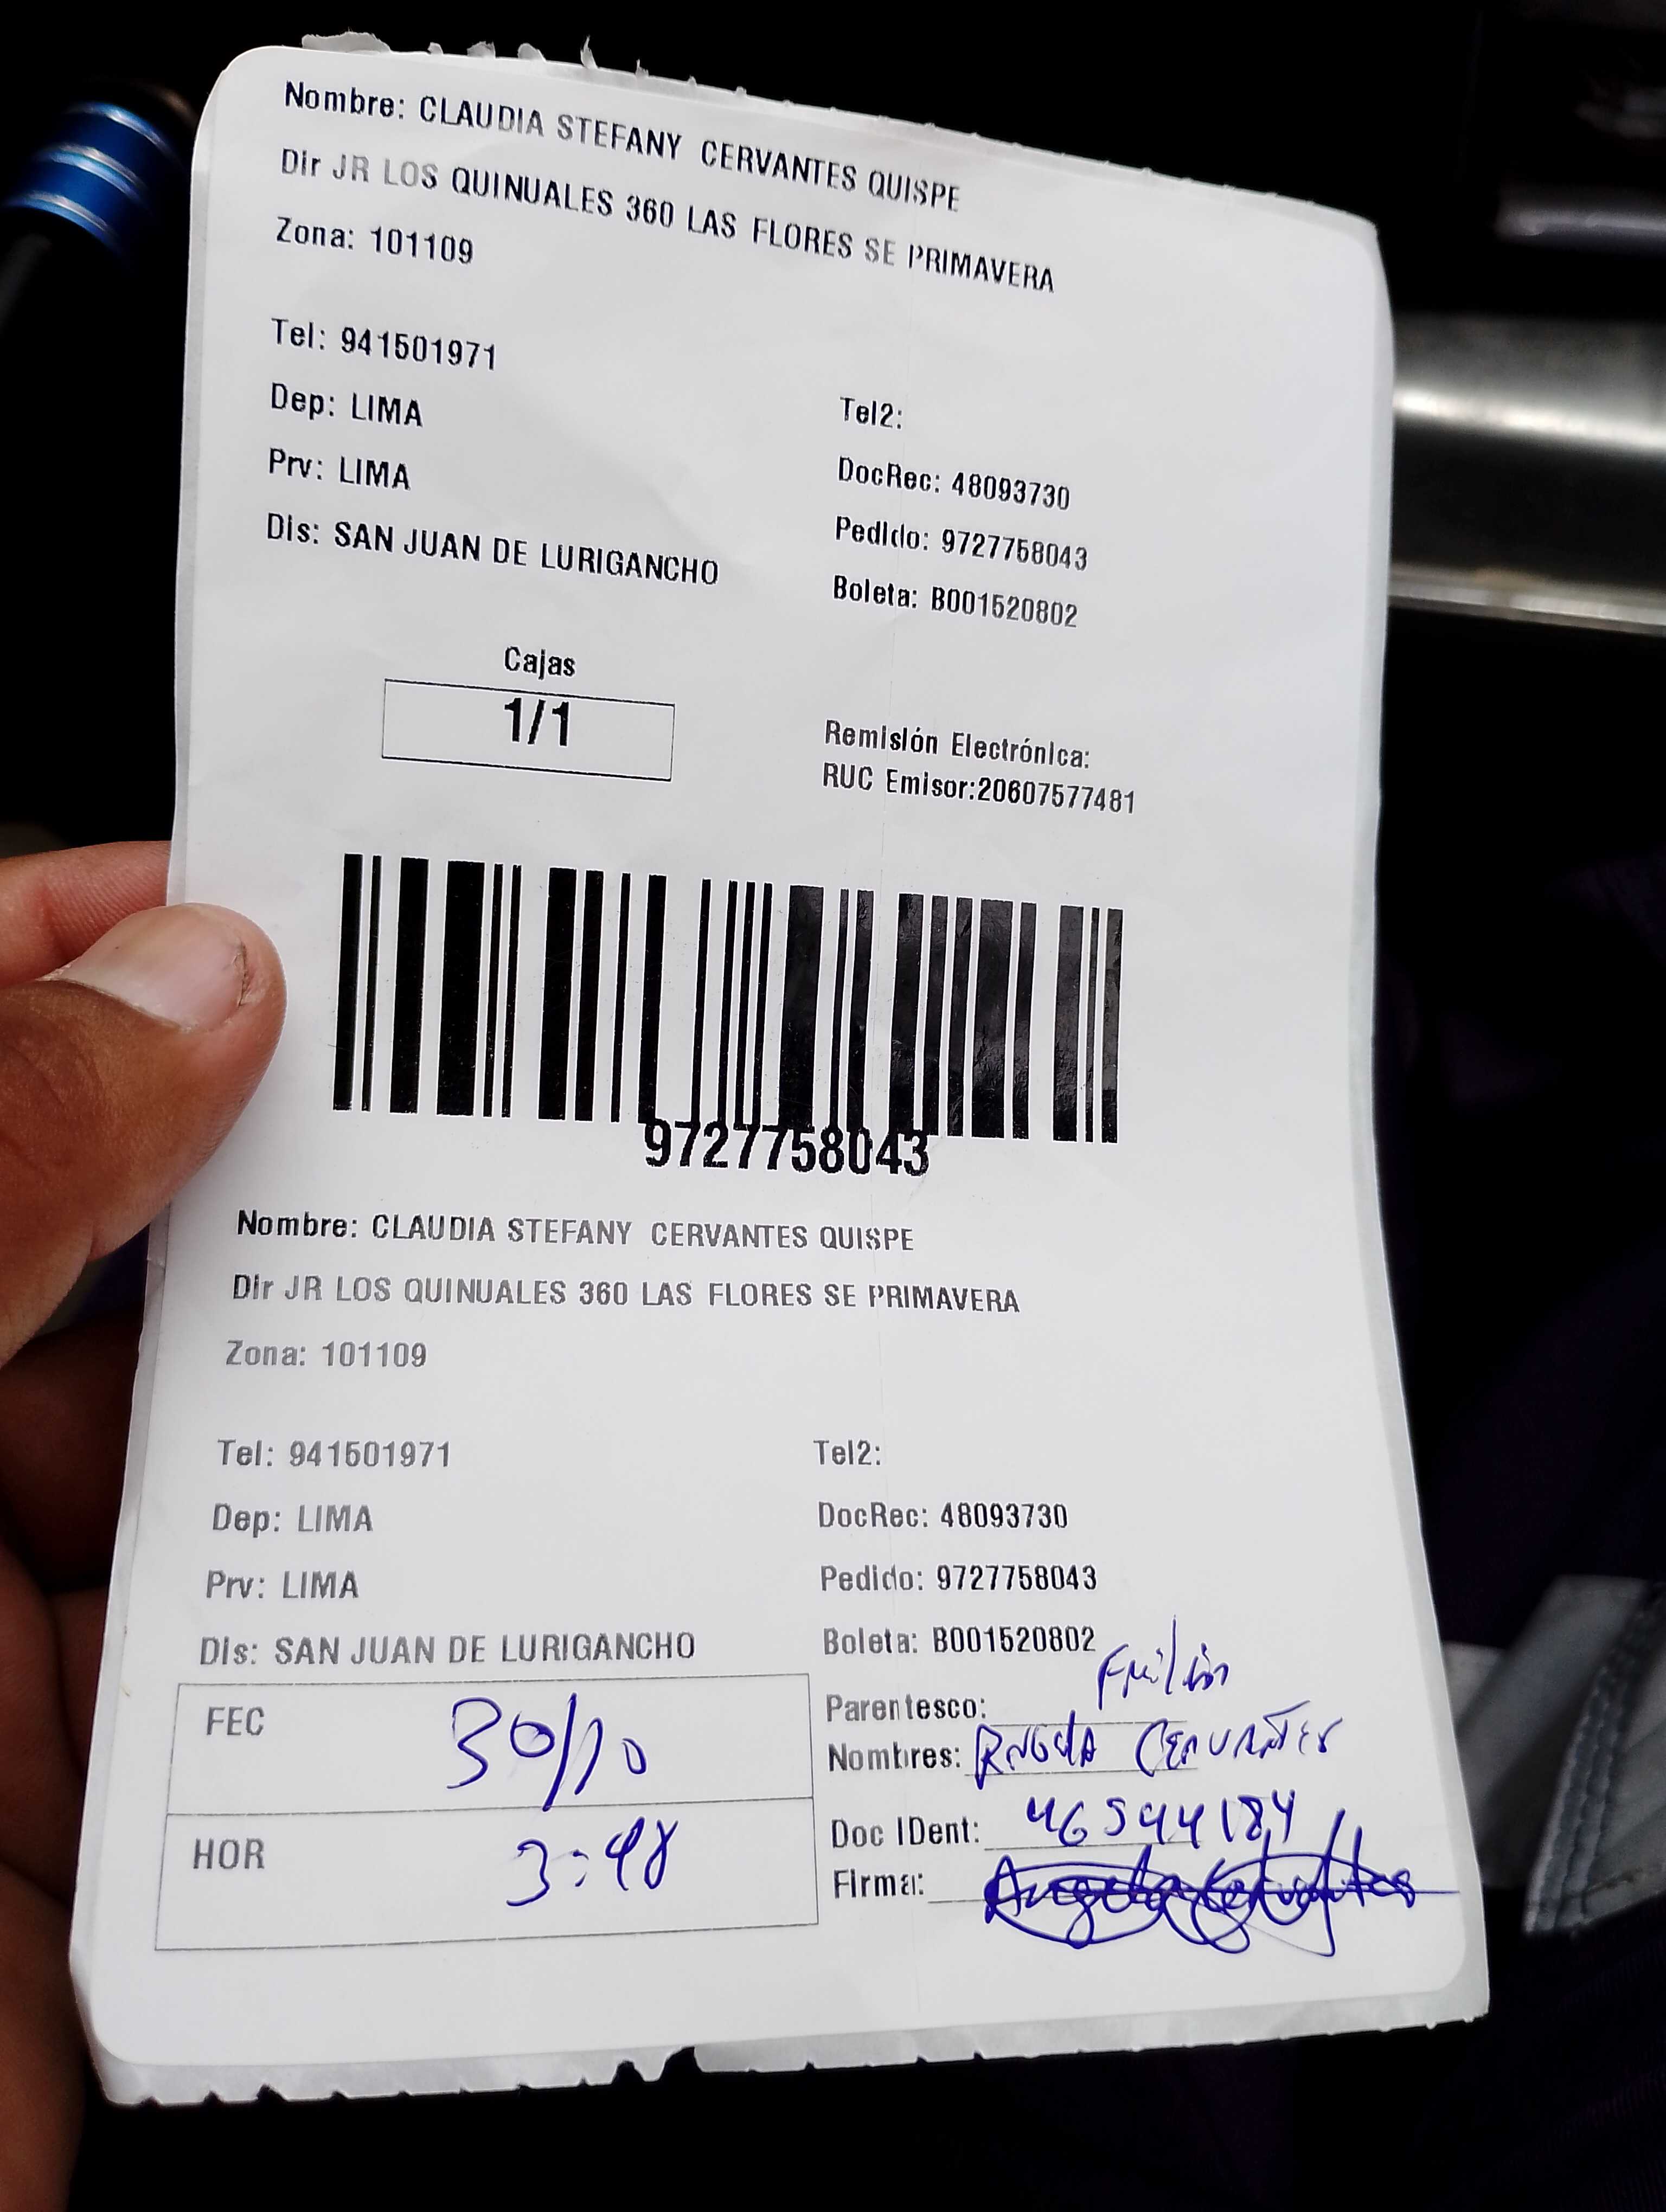 Nombre: CLAUDIA STEFANY CERVANTES QUISPE
Dir JR LOS QUINUALES 360 LAS FLORES SE PRIMAVERA
Zona: 101109
Tel: 941501971
Tel2:
Dep: LIMA
DocRec: 48093730
Prv: LIMA
Pedido: 9727758043
Dis: SAN JUAN DE LURIGANCHO
Boleta: B001520802
Cajas
1/1
Remisión Electrónica:
RUC Emisor:20607577481
9727758043
Nombre: CLAUDIA STEFANY CERVANTES QUISPE
Dir JR LOS QUINUALES 360 LAS FLORES SE PRIMAVERA
Zona: 101109
Tel: 941501971
Tel2:
Dep: LIMA
DocRec: 48093730
Prv: LIMA
Pedido: 9727758043
Dis: SAN JUAN DE LURIGANCHO
Boleta: B001520802
FEC 30/10
Parentesco:
Nombres: CERVANTES
HOR 3:48
Doc IDent: 46544184
Firma: